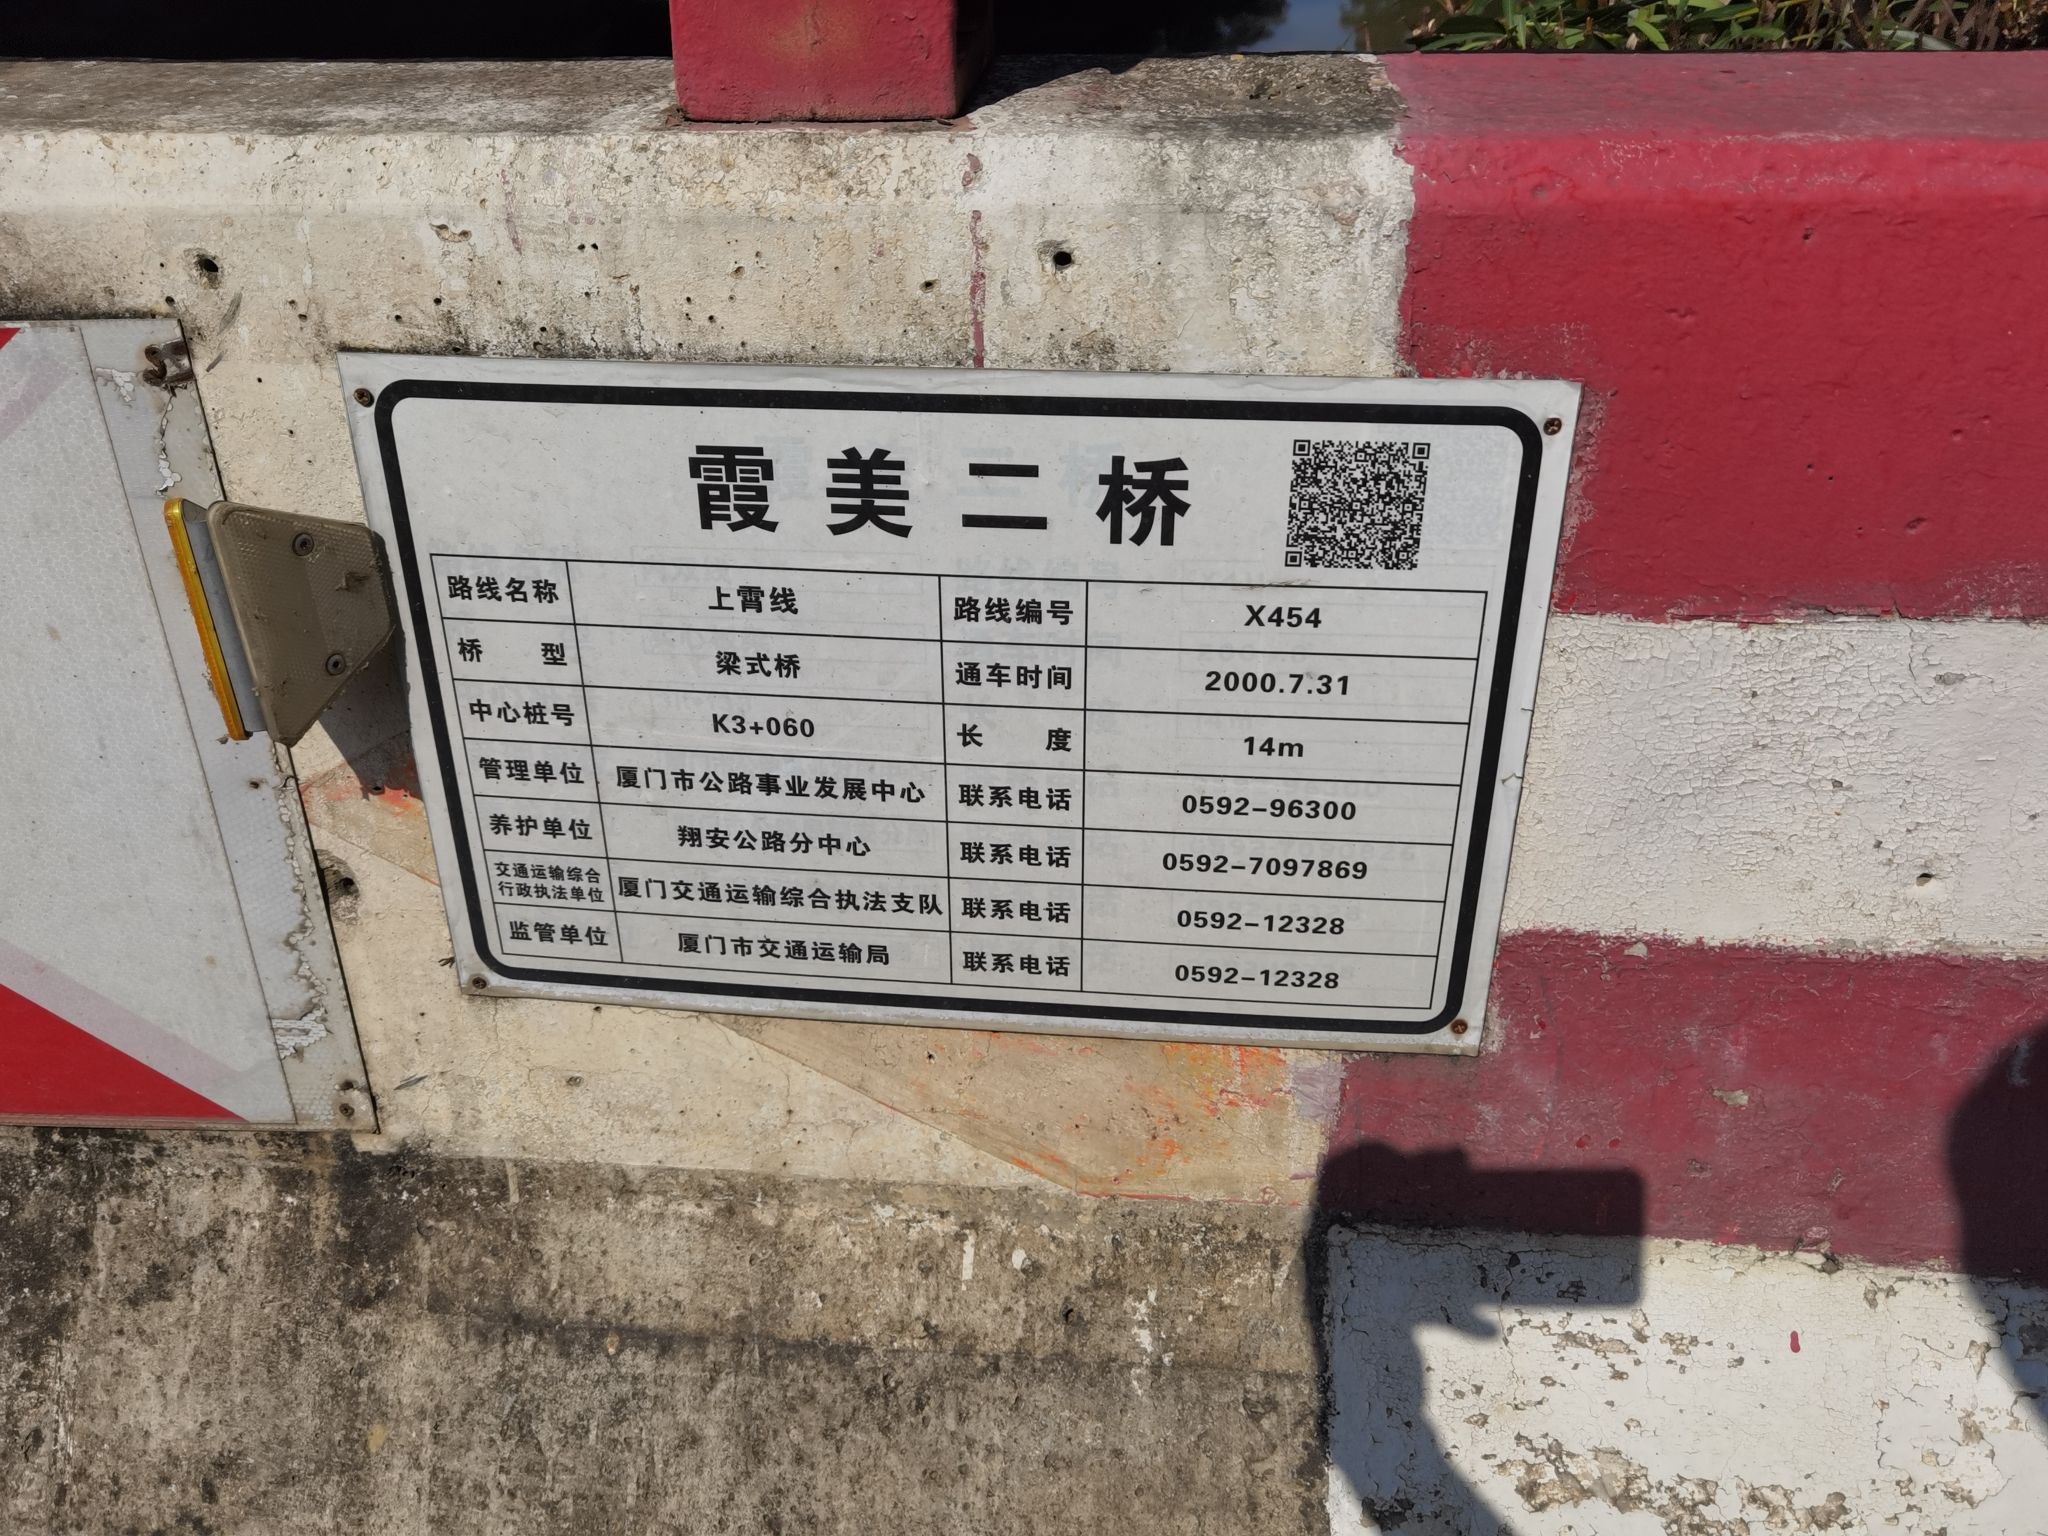 霞美二桥
路线名称 上霄线 路线编号 X454
桥型 梁式桥 通车时间 2000.7.31
中心桩号 K3+060 长度 14m
管理单位 厦门市公路事业发展中心 联系电话 0592-96300
养护单位 翔安公路分中心 联系电话 0592-7097869
交通运输综合
行政执法单位 厦门交通运输综合执法支队 联系电话 0592-12328
监管单位 厦门市交通运输局 联系电话 0592-12328